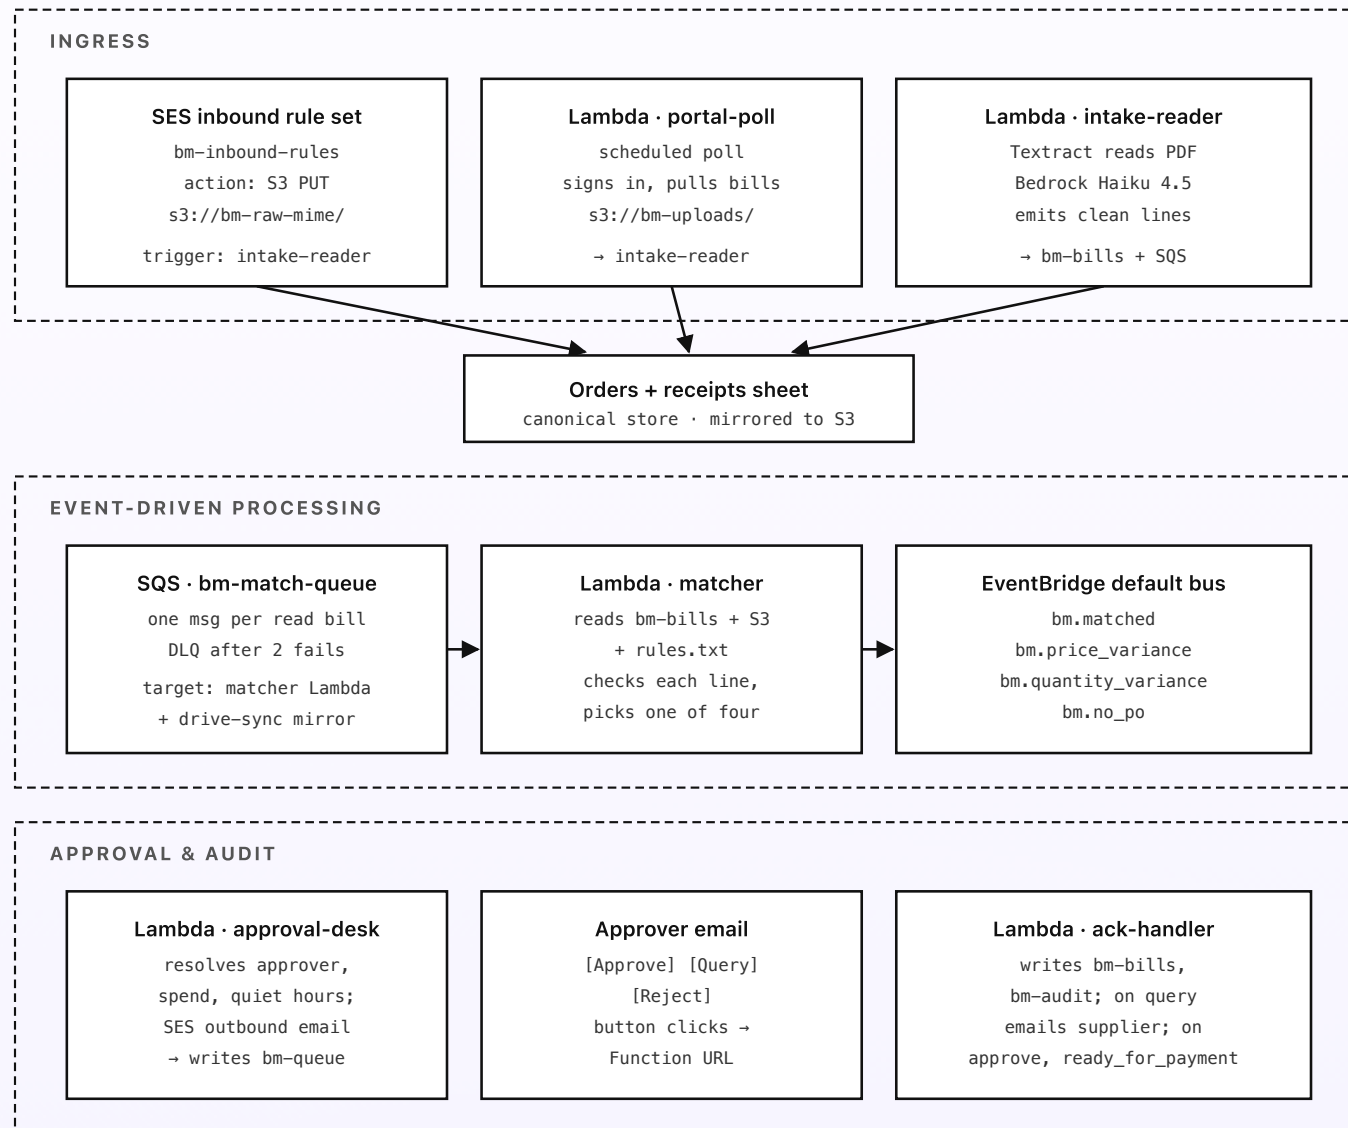 INGRESS
SES inbound rule set
bm-inbound-rules
action: S3 PUT
s3://bm-raw-mime/
trigger: intake-reader
Lambda · portal-poll
scheduled poll
signs in, pulls bills
s3://bm-uploads/
→ intake-reader
Lambda · intake-reader
Textract reads PDF
Bedrock Haiku 4.5
emits clean lines
→ bm-bills + SQS
Orders + receipts sheet
canonical store · mirrored to S3
EVENT-DRIVEN PROCESSING
SQS · bm-match-queue
one msg per read bill
DLQ after 2 fails
target: matcher Lambda
+ drive-sync mirror
Lambda · matcher
reads bm-bills + S3
+ rules.txt
checks each line,
picks one of four
EventBridge default bus
bm.matched
bm.price_variance
bm.quantity_variance
bm.no_po
APPROVAL & AUDIT
Lambda · approval-desk
resolves approver,
spend, quiet hours;
SES outbound email
→ writes bm-queue
Approver email
[Approve] [Query]
[Reject]
button clicks →
Function URL
Lambda · ack-handler
writes bm-bills,
bm-audit; on query
emails supplier; on
approve, ready_for_payment